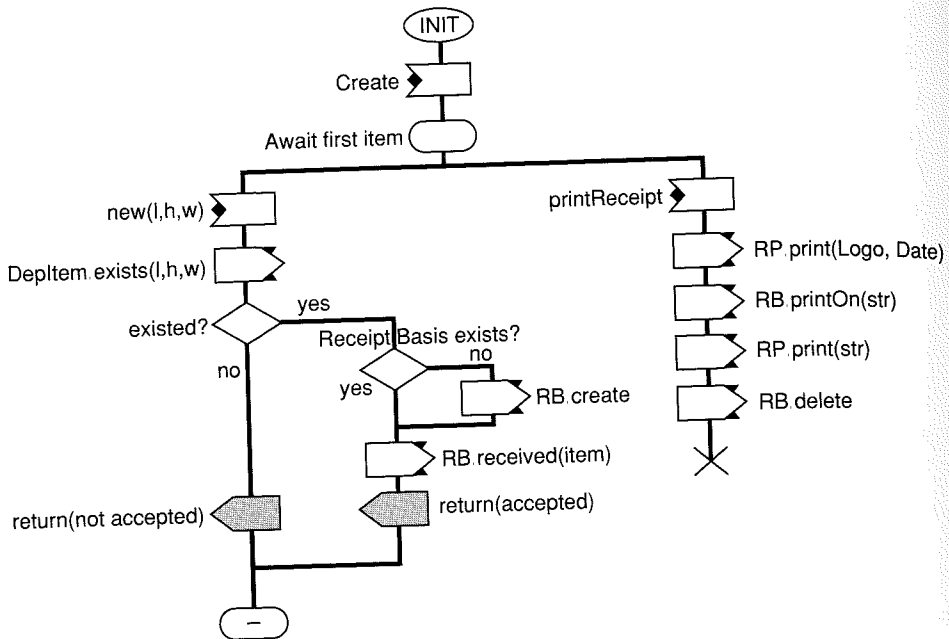 INIT
Create
Await first item
new(l,h,w)
printReceipt
DepItem.exists(l,h,w)
RP.print(Logo, Date)
existed?
yes
RB.printOn(str)
Receipt Basis exists?
no
yes
no
RP.print(str)
RB.create
RB.delete
RB.received(item)
return(not accepted)
return(accepted)
–